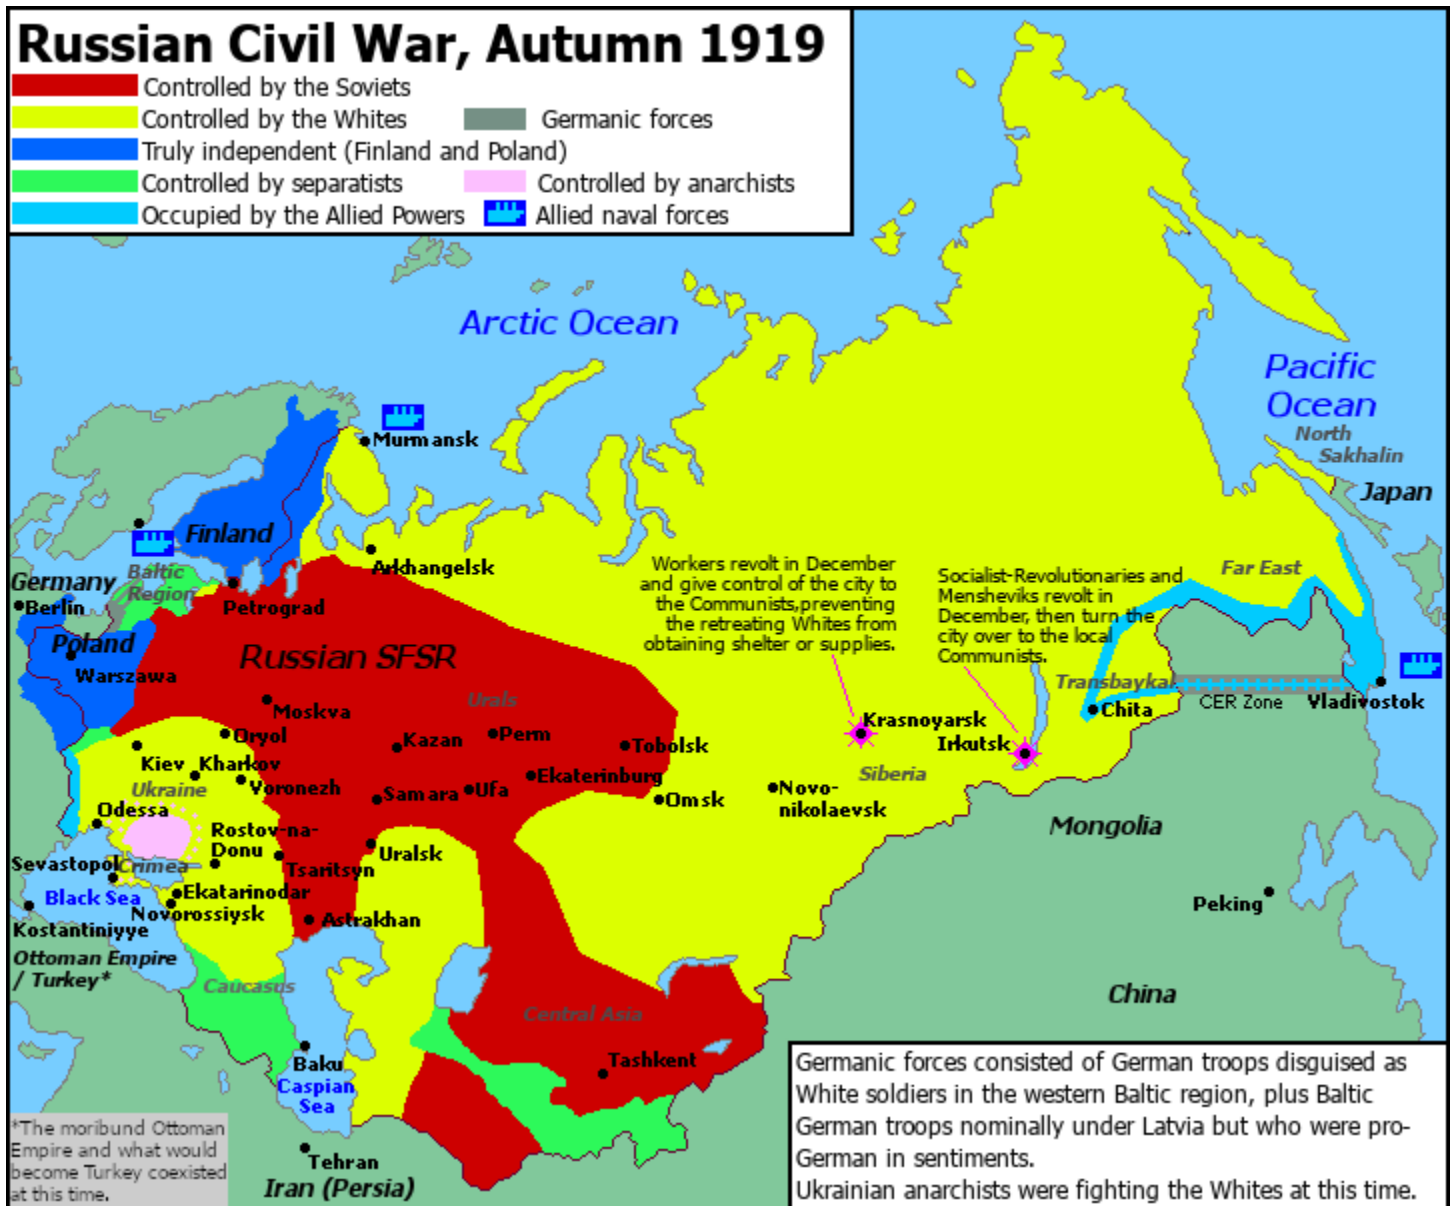 Russian Civil War, Autumn 1919
Controlled by the Soviets
Controlled by the Whites
Germanic forces
Truly independent (Finland and Poland)
Controlled by separatists
Controlled by anarchists
Occupied by the Allied Powers
Allied naval forces
Arctic Ocean
Pacific
Ocean
North
Sakhalin
Japan
Murmansk
Finland
Arkhangelsk
Baltic
Region
Germany
Berlin
Petrograd
Poland
Warszawa
Russian SFSR
Workers revolt in December
and give control of the city to
the Communists,preventing
the retreating Whites from
obtaining shelter or supplies.
Socialist-Revolutionaries and
Mensheviks revolt in
December, then turn the
city over to the local
Communists.
Far East
Transbaykal
CER Zone
Vladivostok
Chita
Urals
Moskva
Oryol
Kazan
Perm
Tobolsk
Krasnoyarsk
Irkutsk
Siberia
Kiev
Kharkov
Ukraine
Voronezh
Samara
Ufa
Ekaterinburg
Omsk
Novo-
nikolaevsk
Odessa
Rostov-na-
Donu
Tsaritsyn
Uralsk
Mongolia
Sevastopol
Crimea
Black Sea
Ekatarinodar
Novorossiysk
Astrakhan
Peking
Kostantiniyye
Ottoman Empire
/ Turkey*
Caucasus
Central Asia
China
Baku
Caspian
Sea
Tashkent
Tehran
Iran (Persia)
*The moribund Ottoman
Empire and what would
become Turkey coexisted
at this time.
Germanic forces consisted of German troops disguised as
White soldiers in the western Baltic region, plus Baltic
German troops nominally under Latvia but who were pro-
German in sentiments.
Ukrainian anarchists were fighting the Whites at this time.